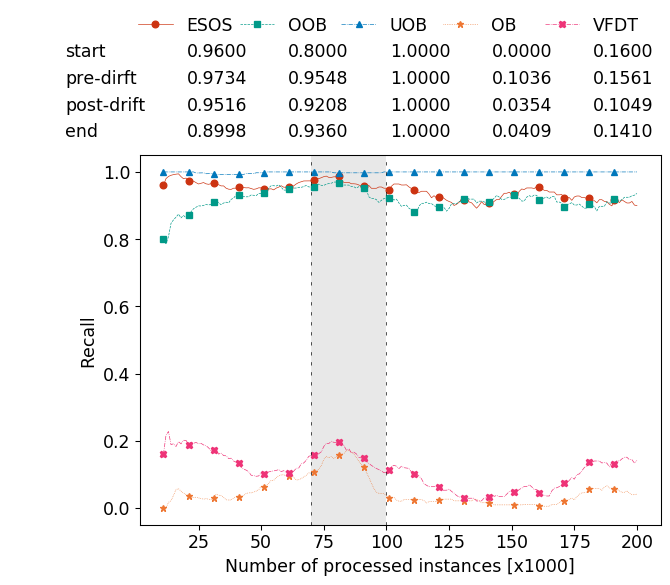 ESOS OOB UOB OB VFDT
start 0.9600 0.8000 1.0000 0.0000 0.1600
pre-dirft 0.9734 0.9548 1.0000 0.1036 0.1561
post-drift 0.9516 0.9208 1.0000 0.0354 0.1049
end 0.8998 0.9360 1.0000 0.0409 0.1410
1.0
0.8
0.6
0.4
0.2
0.0
Recall
25 50 75 100 125 150 175 200
Number of processed instances [x1000]